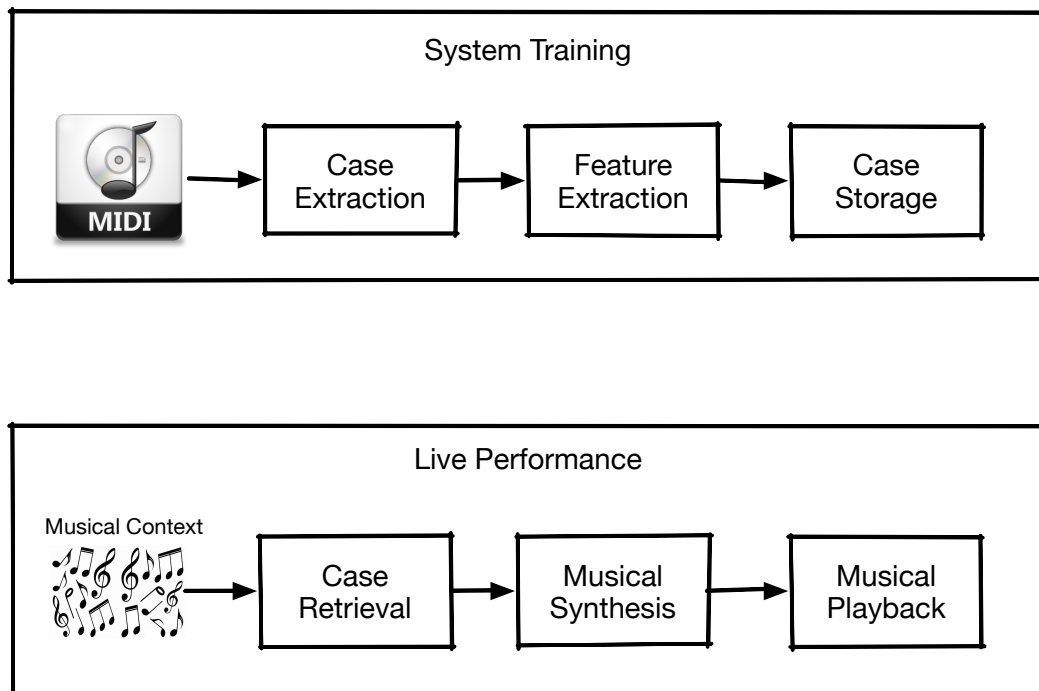 System Training
MIDI
Case
Extraction
Feature
Extraction
Case
Storage
Live Performance
Musical Context
Case
Retrieval
Musical
Synthesis
Musical
Playback